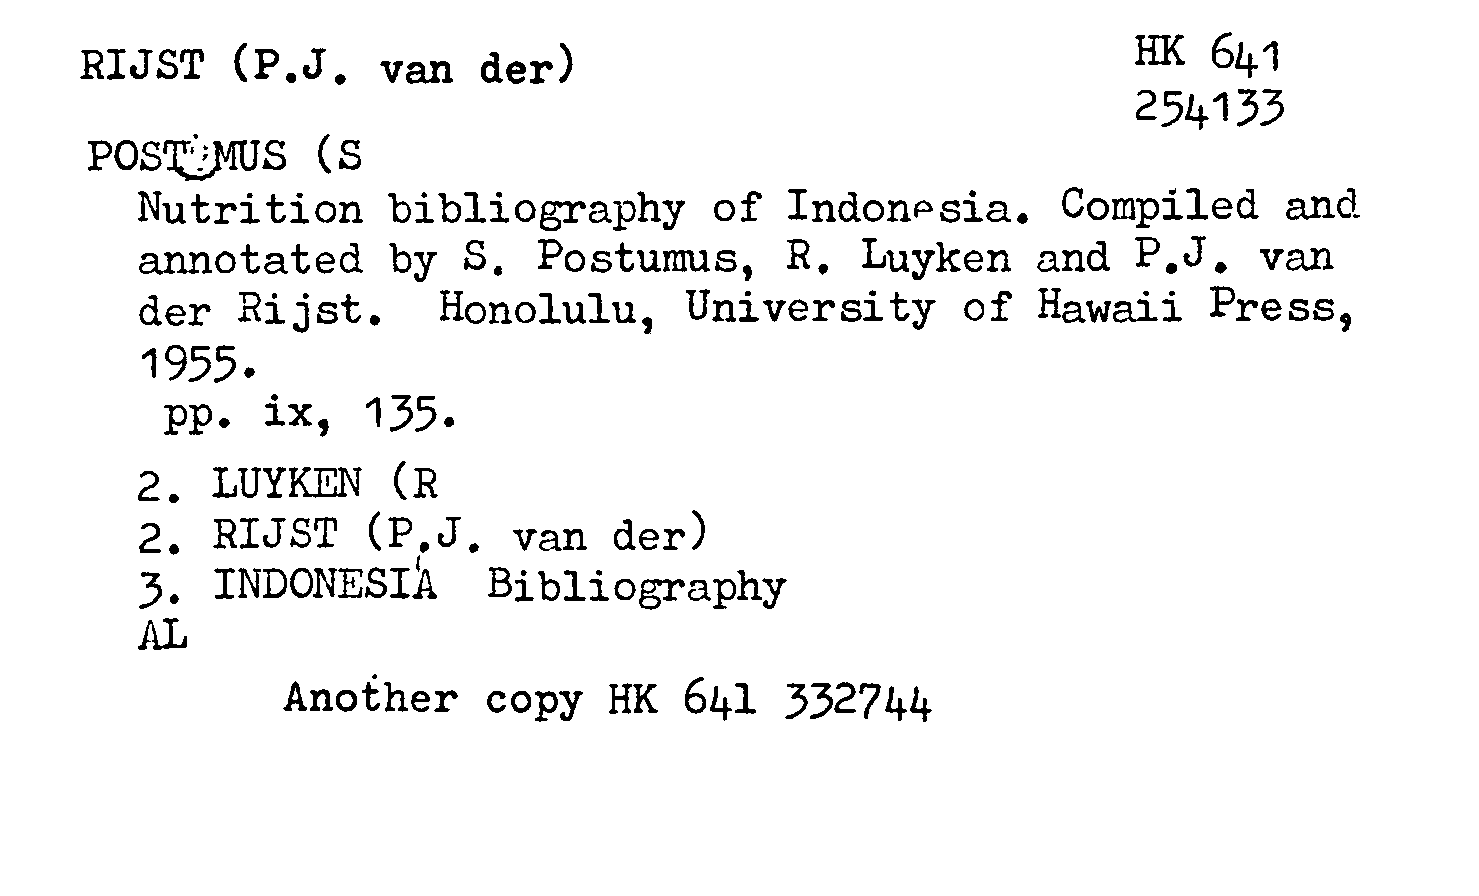 RIJST (P.J. van der)
HK 641
254133
POSTUMUS (S
Nutrition bibliography of Indonesia. Compiled and
annotated by S. Postumus, R. Luyken and P.J. van
der Rijst. Honolulu, University of Hawaii Press,
1955.
pp. ix, 135.
2. LUYKEN (R
2. RIJST (P.J. van der)
3. INDONESIA Bibliography
AL
Another copy HK 641 332744